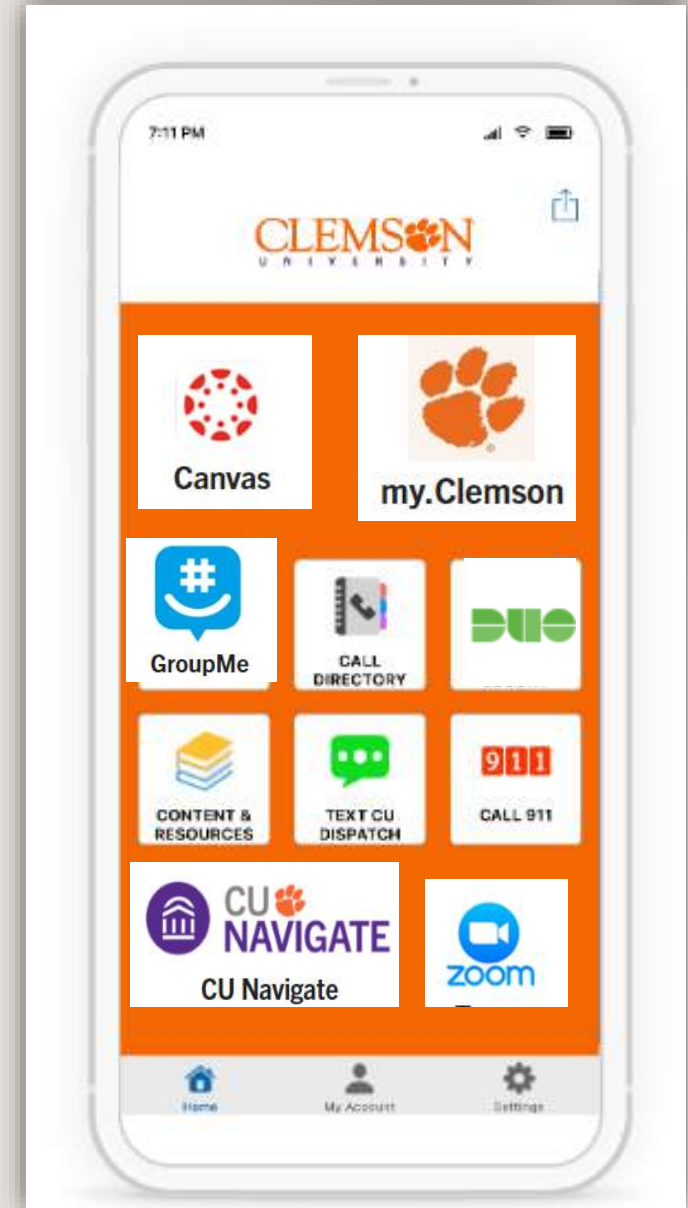 7:11 PM
CLEMSON
UNIVERSITY
Canvas
my.Clemson
GroupMe
CALL
DIRECTORY
DUO
CONTENT &
RESOURCES
TEXT CU
DISPATCH
911
CALL 911
CU
NAVIGATE
CU Navigate
zoom
Home
My Account
Settings